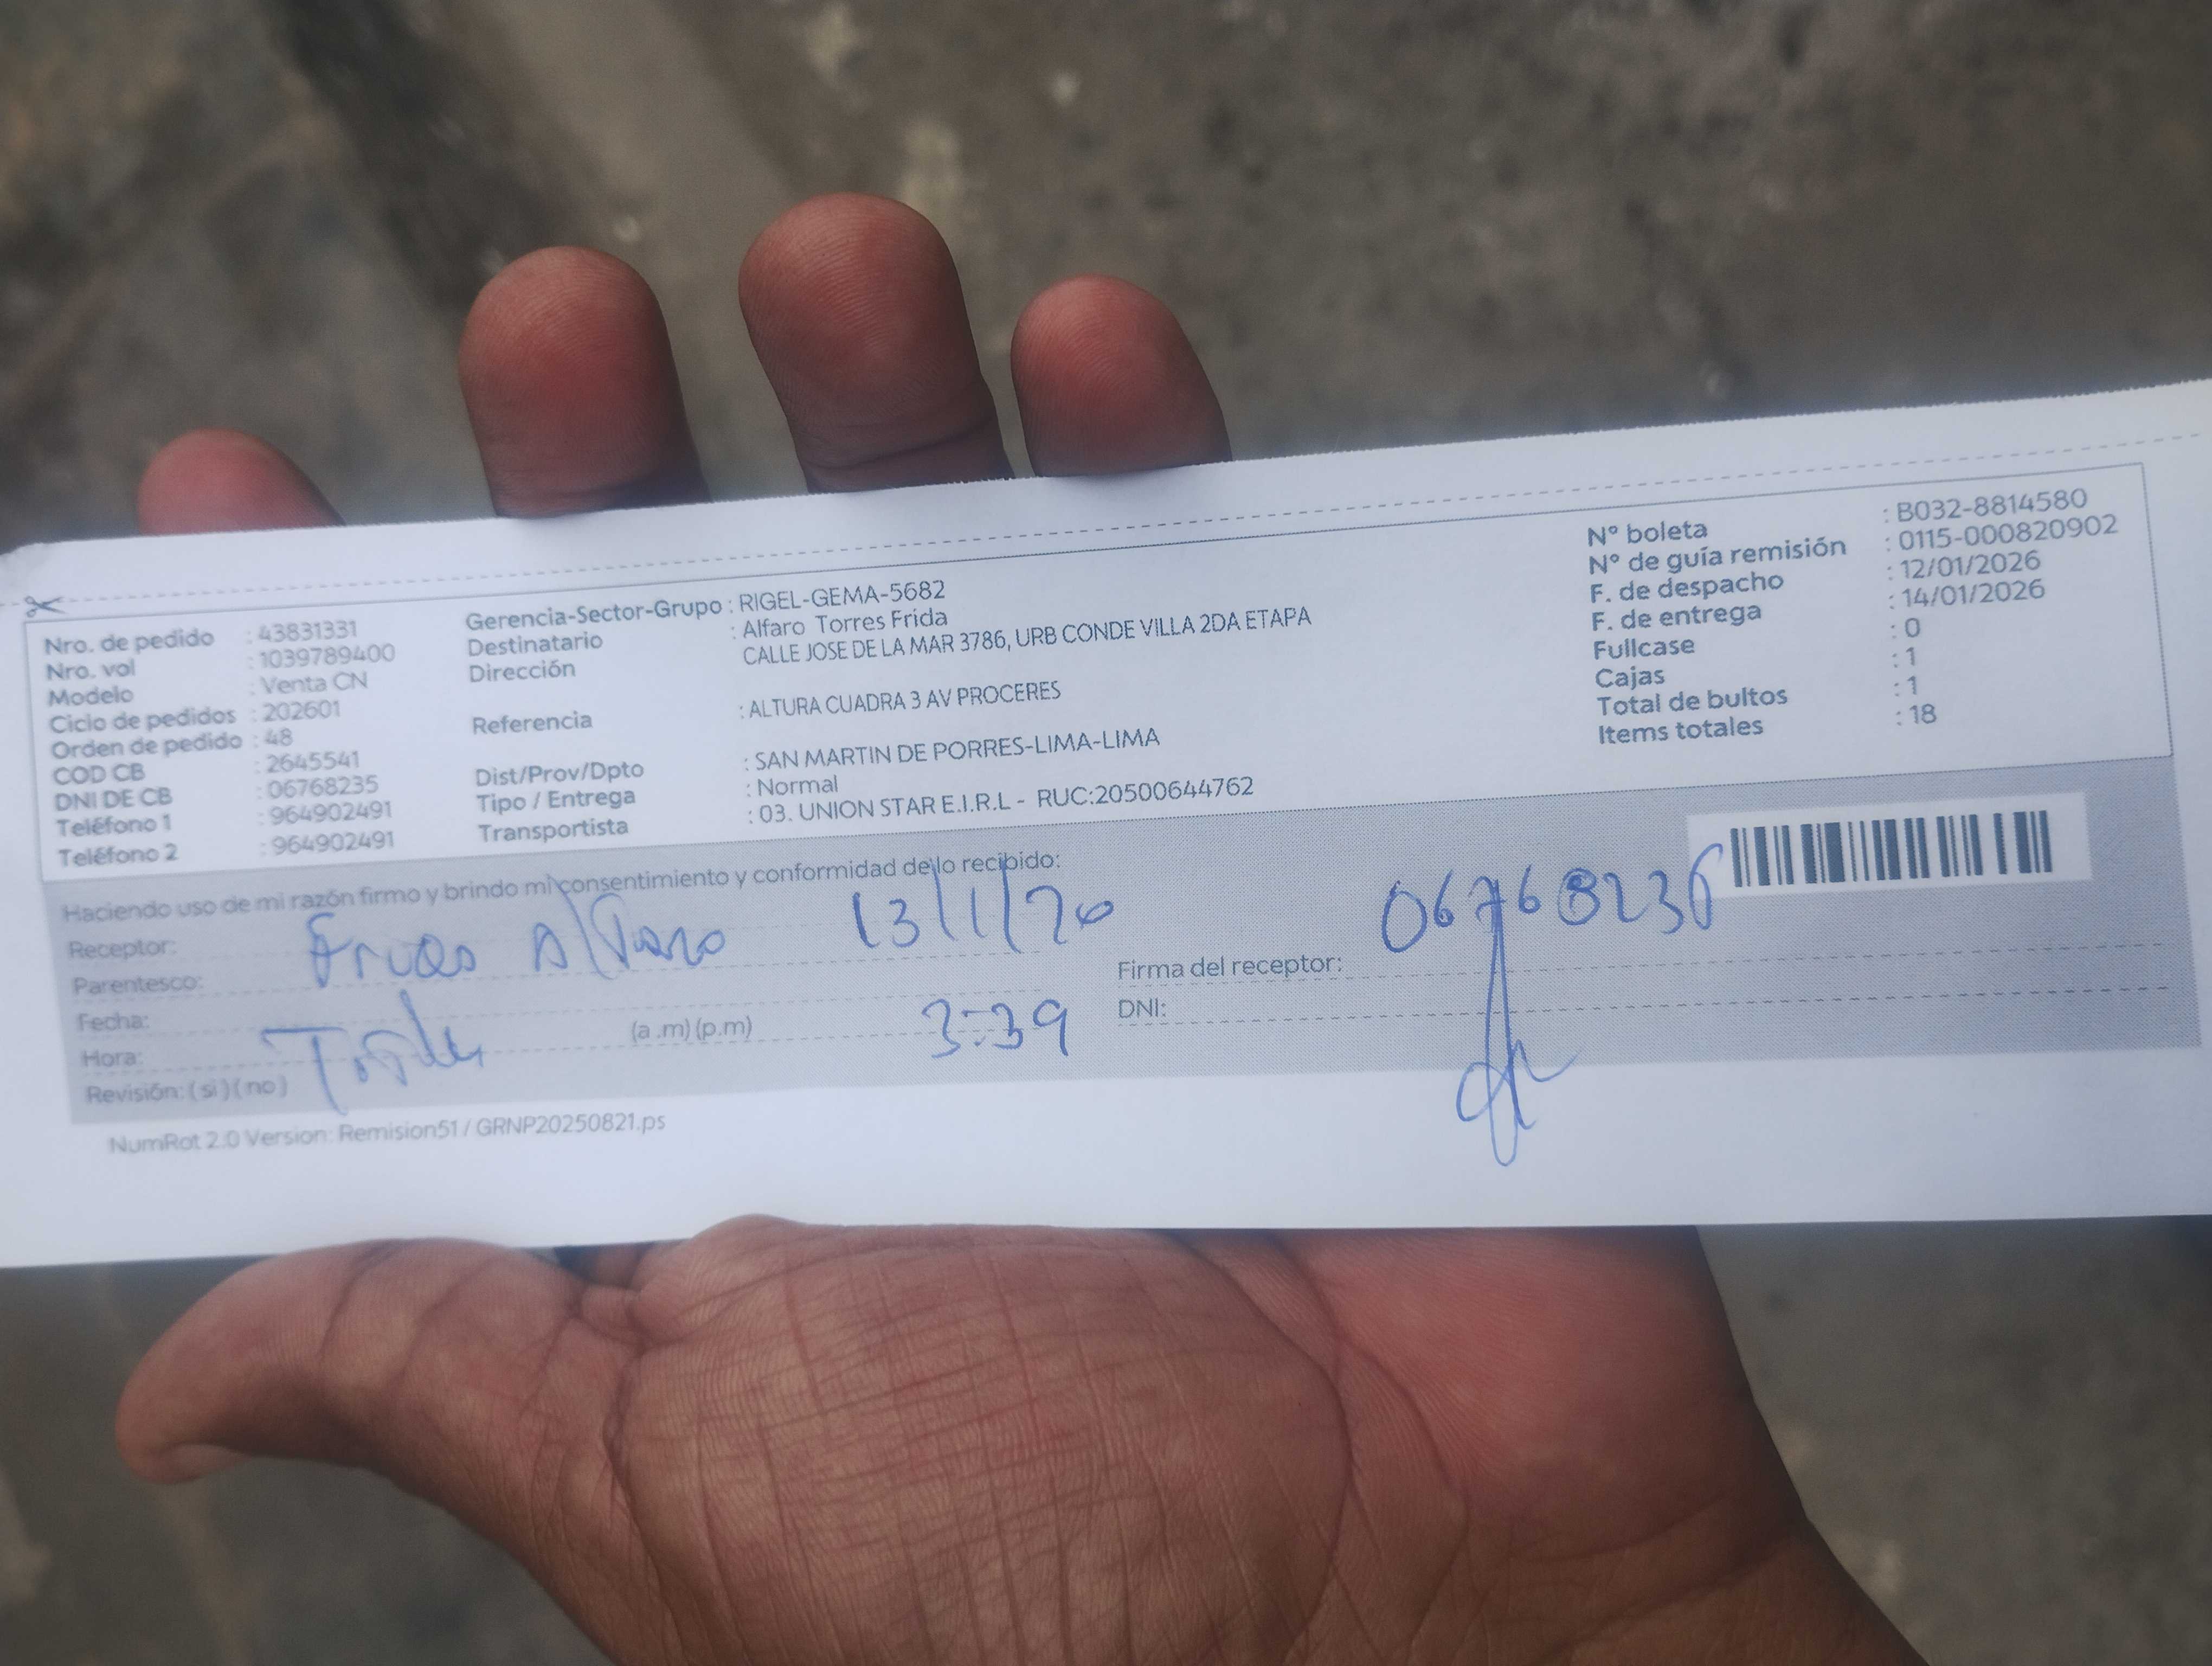 Nro. de pedido : 43831331
Nro. vol : 1039789400
Modelo : Venta CN
Ciclo de pedidos : 202601
Orden de pedido : 48
COD CB : 2645541
DNI DE CB : 06768235
Teléfono 1 : 964902491
Teléfono 2 : 964902491
Gerencia-Sector-Grupo : RIGEL-GEMA-5682
Destinatario : Alfaro Torres Frida
Dirección CALLE JOSE DE LA MAR 3786, URB CONDE VILLA 2DA ETAPA
Referencia : ALTURA CUADRA 3 AV PROCERES
Dist/Prov/Dpto : SAN MARTIN DE PORRES-LIMA-LIMA
Tipo / Entrega : Normal
Transportista : 03. UNION STAR E.I.R.L - RUC:20500644762
N° boleta : B032-8814580
N° de guía remisión : 0115-000820902
F. de despacho : 12/01/2026
F. de entrega : 14/01/2026
Fullcase : 0
Cajas : 1
Total de bultos : 1
Items totales : 18
Haciendo uso de mi razón firmo y brindo mi consentimiento y conformidad de lo recibido:
Receptor: Alfaro 13/1/26
Parentesco:
Fecha:
Hora: (a.m) (p.m) 3:39
Revisión: (si) (no)
0676823
Firma del receptor:
DNI:
NumRot 2.0 Version: Remision51 / GRNP20250821.ps